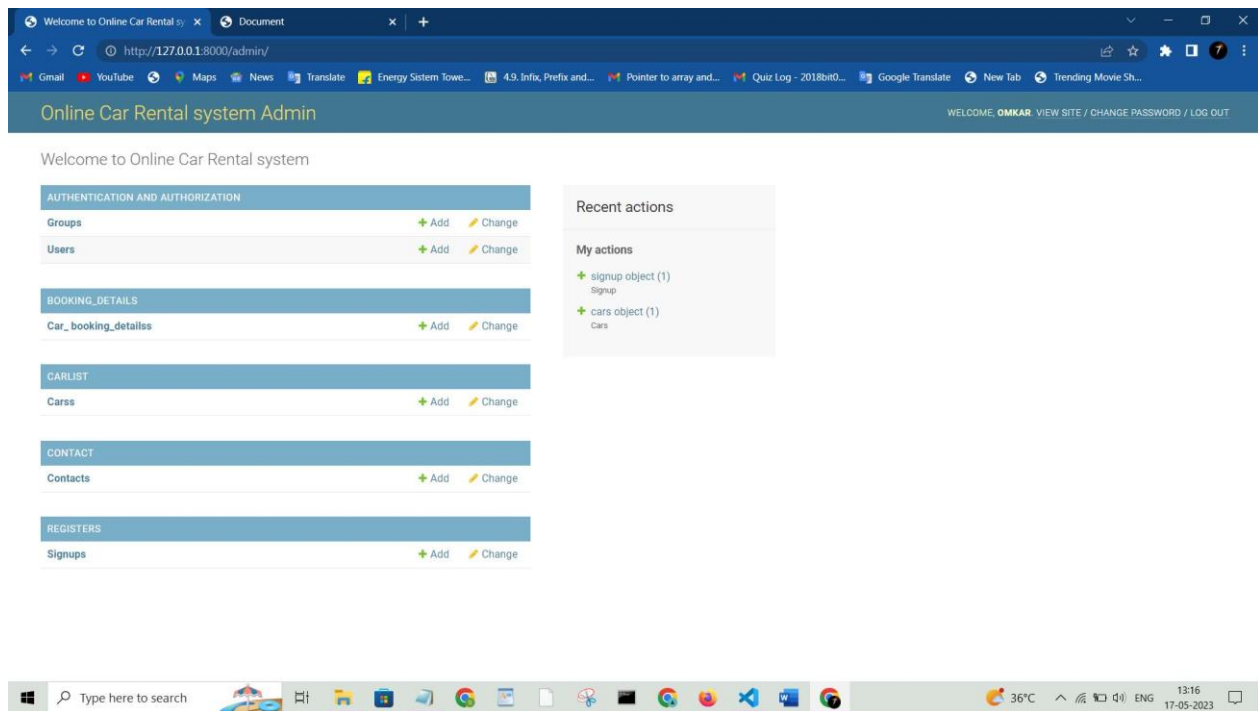 Welcome to Online Car Rental sy
Document
http://127.0.0.1:8000/admin/
Gmail YouTube Maps News Translate Energy Sistem Towe... 4.9. Infix, Prefix and... Pointer to array and... Quiz Log - 2018bit0... Google Translate New Tab Trending Movie Sh...
Online Car Rental system Admin
WELCOME, OMKAR. VIEW SITE / CHANGE PASSWORD / LOG OUT
Welcome to Online Car Rental system
AUTHENTICATION AND AUTHORIZATION
Groups Add Change
Users Add Change
BOOKING_DETAILS
Car_ booking_detailss Add Change
CARLIST
Carss Add Change
CONTACT
Contacts Add Change
REGISTERS
Signups Add Change
Recent actions
My actions
signup object (1)
Signup
cars object (1)
Cars
Type here to search
36°C
ENG
13:16
17-05-2023